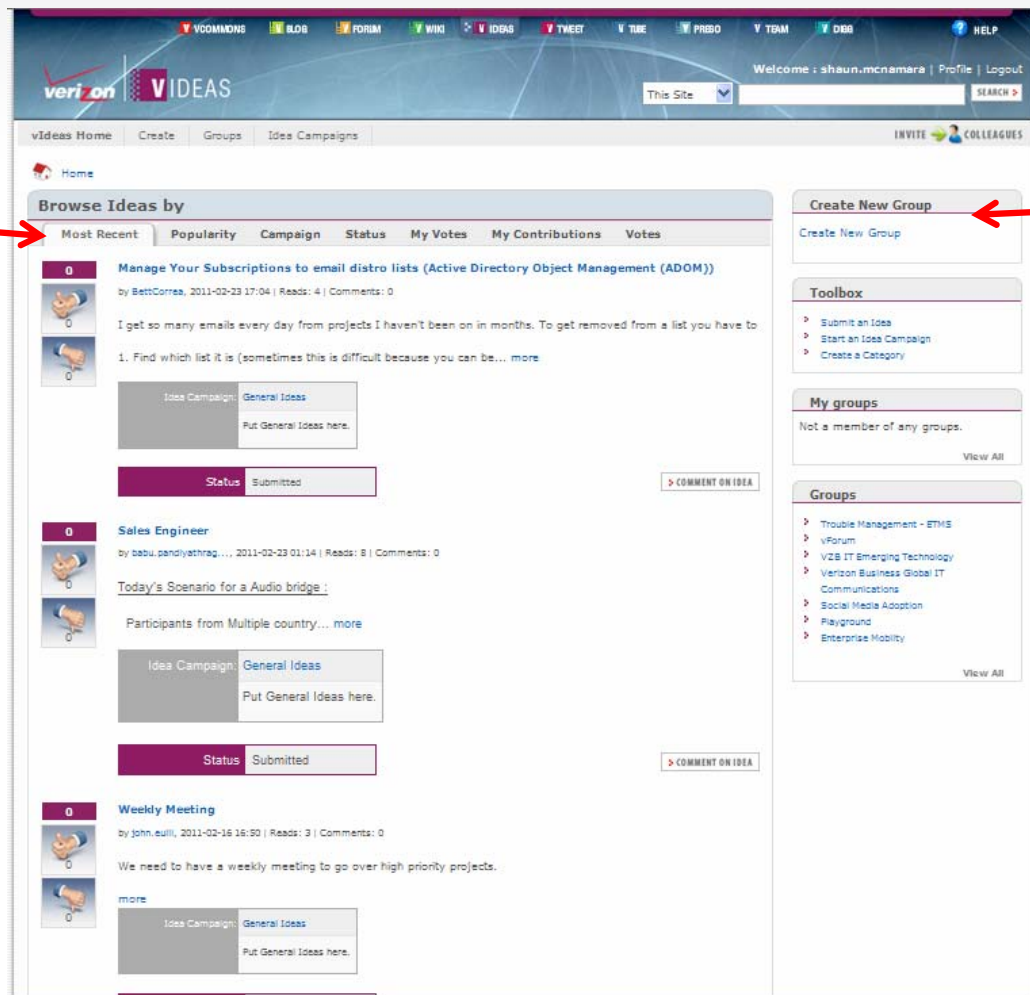 V VCOMMONS V BLOG V FORUM V WIKI V IDEAS V TWEET V TUBE V PREBO V TEAM V DIGG ? HELP
Welcome : shaun.mcnamara | Profile | Logout
verizon V VIDEAS
This Site SEARCH
vIdeas Home Create Groups Idea Campaigns INVITE COLLEAGUES
Home
Browse Ideas by
Most Recent Popularity Campaign Status My Votes My Contributions Votes
0
Manage Your Subscriptions to email distro lists (Active Directory Object Management (ADOM))
by BettCorrea, 2011-02-23 17:04 | Reads: 4 | Comments: 0
0
I get so many emails every day from projects I haven't been on in months. To get removed from a list you have to
1. Find which list it is (sometimes this is difficult because you can be... more
0
Idea Campaign: General Ideas
Put General Ideas here.
Status Submitted
COMMENT ON IDEA
0
Sales Engineer
by babu.pandiyathrag..., 2011-02-23 01:14 | Reads: 8 | Comments: 0
0
Today's Scenario for a Audio bridge :
Participants from Multiple country... more
0
Idea Campaign: General Ideas
Put General Ideas here.
Status Submitted
COMMENT ON IDEA
0
Weekly Meeting
by john.eulli, 2011-02-16 16:50 | Reads: 3 | Comments: 0
0
We need to have a weekly meeting to go over high priority projects.
more
0
Idea Campaign: General Ideas
Put General Ideas here.
Create New Group
Create New Group
Toolbox
Submit an Idea
Start an Idea Campaign
Create a Category
My groups
Not a member of any groups.
View All
Groups
Trouble Management - ETMS
vForum
VZB IT Emerging Technology
Verizon Business Global IT
Communications
Social Media Adoption
Playground
Enterprise Moblity
View All